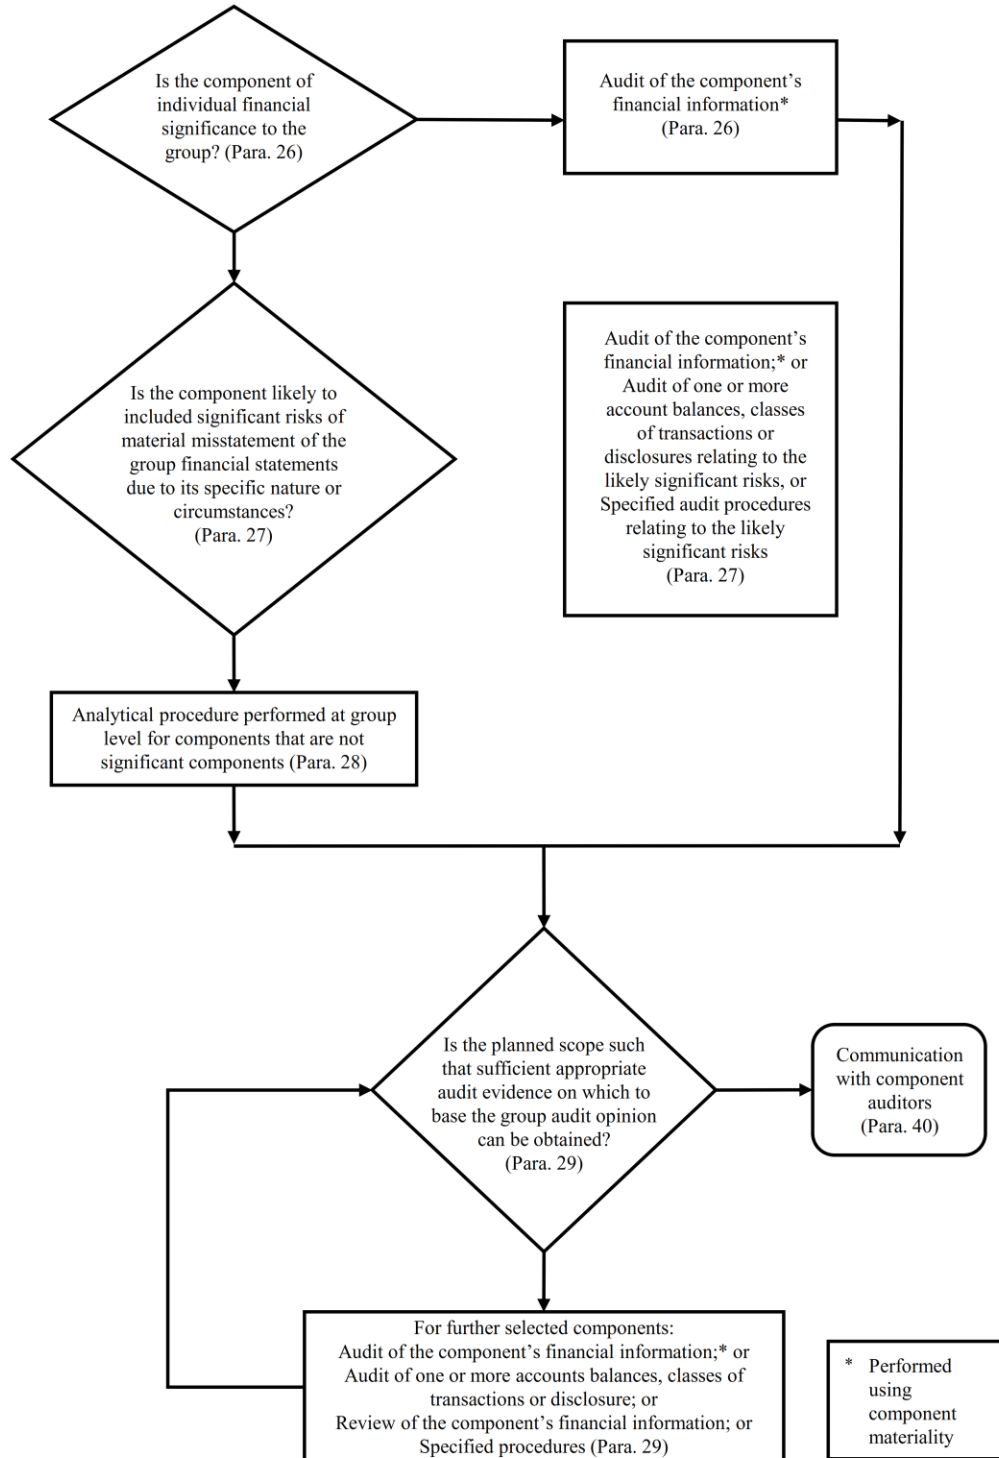 Is the component of
individual financial
significance to the
group? (Para. 26)
Audit of the component's
financial information*
(Para. 26)
Is the component likely to
included significant risks of
material misstatement of the
group financial statements
due to its specific nature or
circumstances?
(Para. 27)
Audit of the component's
financial information;* or
Audit of one or more
account balances, classes
of transactions or
disclosures relating to the
likely significant risks, or
Specified audit procedures
relating to the likely
significant risks
(Para. 27)
Analytical procedure performed at group
level for components that are not
significant components (Para. 28)
Is the planned scope such
that sufficient appropriate
audit evidence on which to
base the group audit opinion
can be obtained?
(Para. 29)
Communication
with component
auditors
(Para. 40)
For further selected components:
Audit of the component's financial information;* or
Audit of one or more accounts balances, classes of
transactions or disclosure; or
Review of the component's financial information; or
Specified procedures (Para. 29)
* Performed
using
component
materiality